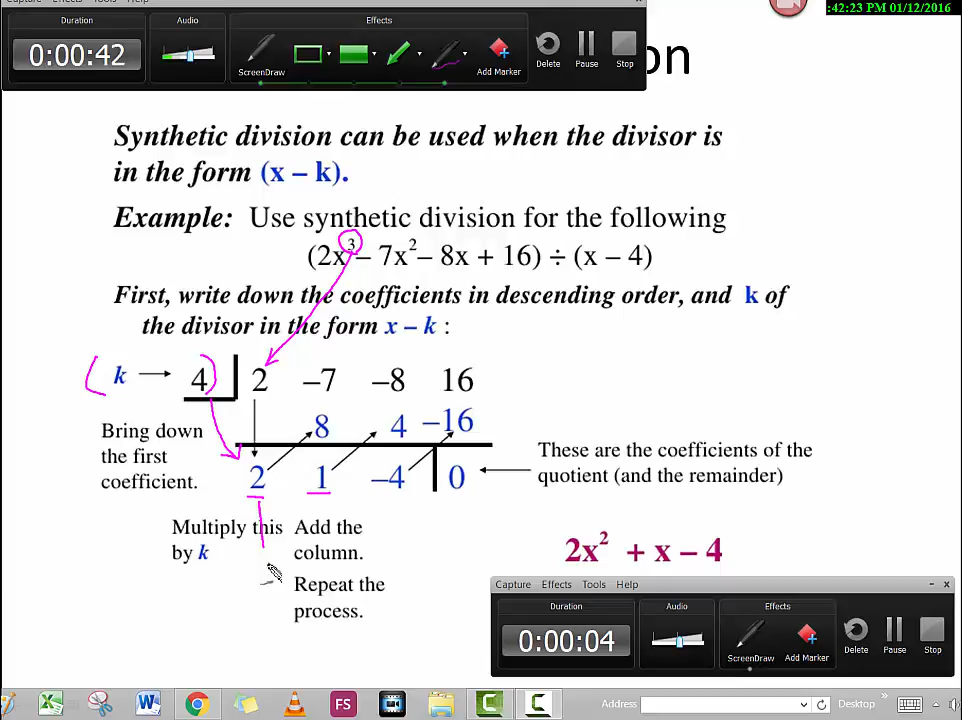 Capture Effects Tools Help
:42:23 PM 01/12/2016
Duration
Audio
Effects
0:00:42
ScreenDraw
Add Marker
Delete
Pause
Stop
on
Synthetic division can be used when the divisor is
in the form (x – k).
Example: Use synthetic division for the following
(2x³– 7x²– 8x + 16) ÷ (x – 4)
First, write down the coefficients in descending order, and k of
the divisor in the form x – k :
k → 4 2 –7 –8 16
8 4 –16
Bring down
the first
coefficient.
2 1 –4 0
These are the coefficients of the
quotient (and the remainder)
Multiply this
by k
Add the
column.
Repeat the
process.
2x² + x – 4
Capture Effects Tools Help
Duration
Audio
Effects
0:00:04
ScreenDraw
Add Marker
Delete
Pause
Stop
FS
Address
Desktop